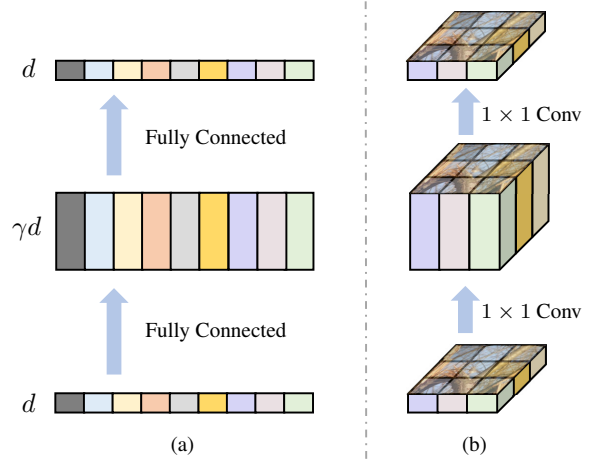 d
Fully Connected
γd
Fully Connected
d
(a)
1 × 1 Conv
1 × 1 Conv
(b)